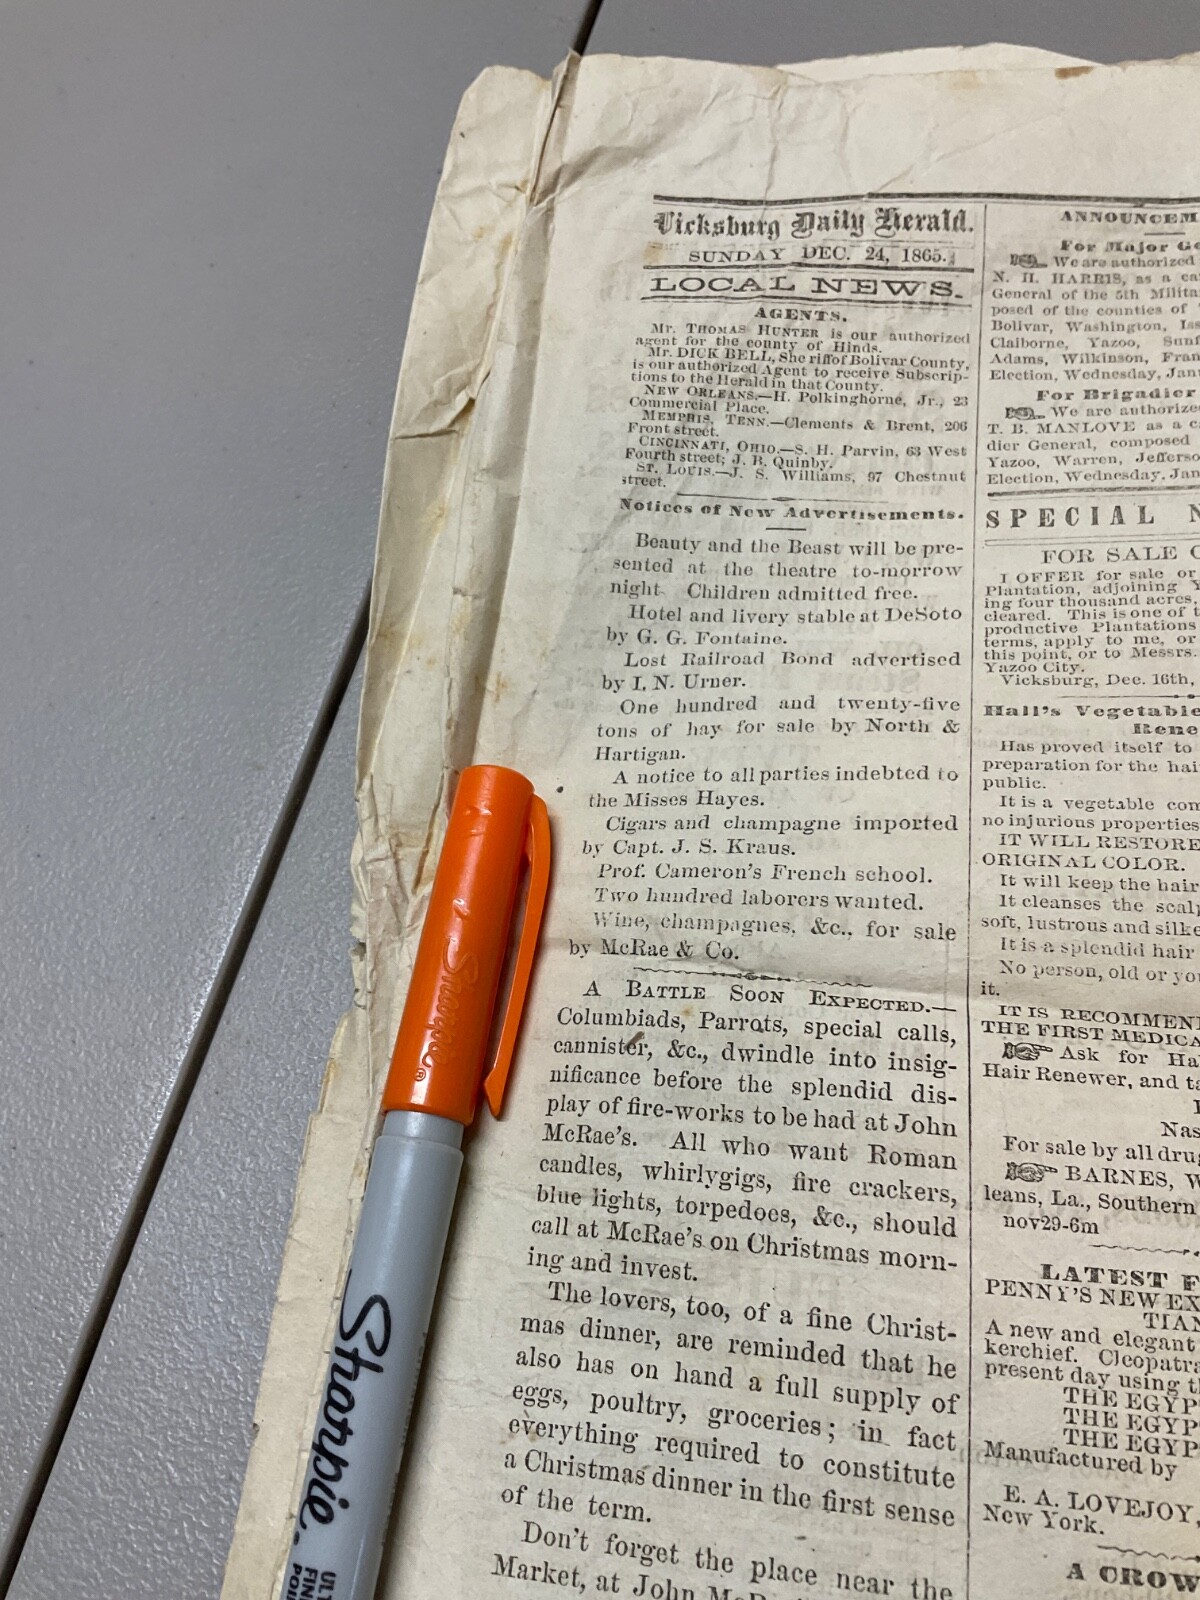 Vicksburg Daily Herald.
SUNDAY DEC. 24, 1865.
LOCAL NEWS.
AGENTS.
Mr. THOMAS HUNTER is our authorized
agent for the county of Hinds.
Mr. DICK BELL, She riff of Bolivar County,
is our authorized Agent to receive Subscrip-
tions to the Herald in that County.
NEW ORLEANS.—H. Polkinghorne, Jr., 23
Commercial Place.
MEMPHIS, TENN.—Clements & Brent, 206
Front street.
CINCINNATI, OHIO.—S. H. Parvin, 63 West
Fourth street; J. B. Quinby.
ST. LOUIS.—J. S. Williams, 97 Chestnut
street.
Notices of New Advertisements.
Beauty and the Beast will be pre-
sented at the theatre to-morrow
night. Children admitted free.
Hotel and livery stable at DeSoto
by G. G. Fontaine.
Lost Railroad Bond advertised
by I. N. Urner.
One hundred and twenty-five
tons of hay for sale by North &
Hartigan.
A notice to all parties indebted to
the Misses Hayes.
Cigars and champagne imported
by Capt. J. S. Kraus.
Prof. Cameron's French school.
Two hundred laborers wanted.
Wine, champagnes, &c., for sale
by McRae & Co.
A BATTLE SOON EXPECTED.—
Columbiads, Parrots, special calls,
cannister, &c., dwindle into insig-
nificance before the splendid dis-
play of fire-works to be had at John
McRae's. All who want Roman
candles, whirlygigs, fire crackers,
blue lights, torpedoes, &c., should
call at McRae's on Christmas morn-
ing and invest.
The lovers, too, of a fine Christ-
mas dinner, are reminded that he
also has on hand a full supply of
eggs, poultry, groceries; in fact
everything required to constitute
a Christmas dinner in the first sense
of the term.
Don't forget the place near the
Market, at John
ANNOUNCEM
For Major Ge
We are authorized
N. H. HARRIS, as a ca
General of the 5th Milita
posed of the counties of
Bolivar, Washington, Iss
Claiborne, Yazoo, Sunf
Adams, Wilkinson, Fran
Election, Wednesday, Jan
For Brigadier
We are authorize
T. B. MANLOVE as a ca
dier General, composed
Yazoo, Warren, Jefferso
Election, Wednesday, Jan
SPECIAL N
FOR SALE O
I OFFER for sale or
Plantation, adjoining Y
ing four thousand acres,
cleared. This is one of t
productive Plantations
terms, apply to me, or
this point, or to Messrs.
Yazoo City.
Vicksburg, Dec. 16th,
Hall's Vegetable
Rene
Has proved itself to
preparation for the hai
public.
It is a vegetable com
no injurious properties
IT WILL RESTORE
ORIGINAL COLOR.
It will keep the hair
It cleanses the scalp
soft, lustrous and silke
It is a splendid hair
No person, old or yo
it.
IT IS RECOMMEN
THE FIRST MEDICA
Ask for Ha
Hair Renewer, and ta
Nas
For sale by all drug
BARNES, W
leans, La., Southern
nov29-6m
LATEST F
PENNY'S NEW EX
TIAN
A new and elegant
kerchief. Cleopatra
present day using t
THE EGYP
THE EGYP
THE EGYP
Manufactured by
E. A. LOVEJOY,
New York.
A CROW
Sharpie®
Sharpie.
UL
FIN
POI